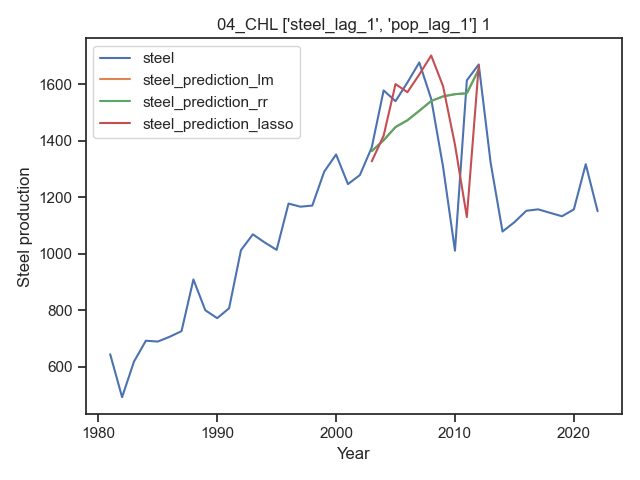 04_CHL ['steel_lag_1', 'pop_lag_1'] 1
steel
steel_prediction_lm
steel_prediction_rr
steel_prediction_lasso
Steel production
1600
1400
1200
1000
800
600
1980
1990
2000
2010
2020
Year